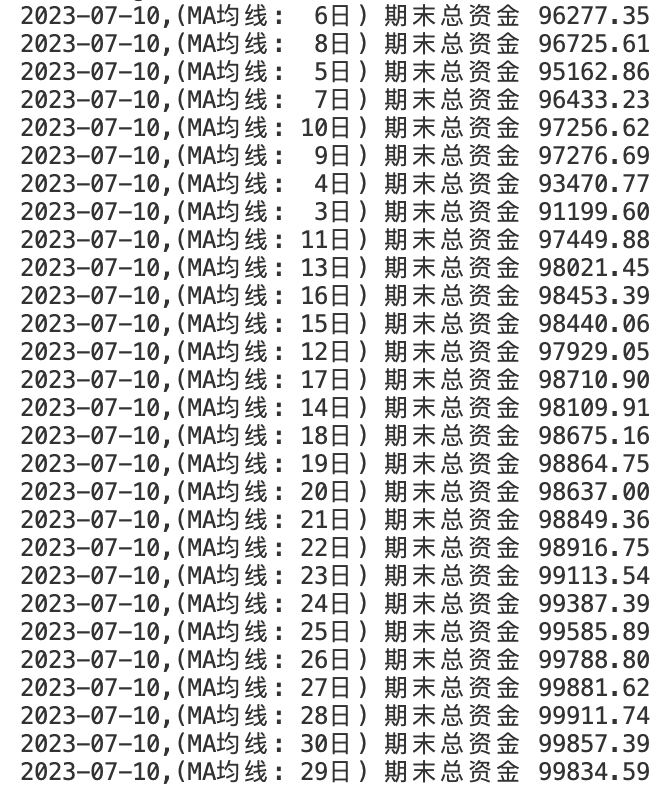 2023-07-10,(MA均线:  6日) 期末总资金 96277.35
2023-07-10,(MA均线:  8日) 期末总资金 96725.61
2023-07-10,(MA均线:  5日) 期末总资金 95162.86
2023-07-10,(MA均线:  7日) 期末总资金 96433.23
2023-07-10,(MA均线: 10日) 期末总资金 97256.62
2023-07-10,(MA均线:  9日) 期末总资金 97276.69
2023-07-10,(MA均线:  4日) 期末总资金 93470.77
2023-07-10,(MA均线:  3日) 期末总资金 91199.60
2023-07-10,(MA均线: 11日) 期末总资金 97449.88
2023-07-10,(MA均线: 13日) 期末总资金 98021.45
2023-07-10,(MA均线: 16日) 期末总资金 98453.39
2023-07-10,(MA均线: 15日) 期末总资金 98440.06
2023-07-10,(MA均线: 12日) 期末总资金 97929.05
2023-07-10,(MA均线: 17日) 期末总资金 98710.90
2023-07-10,(MA均线: 14日) 期末总资金 98109.91
2023-07-10,(MA均线: 18日) 期末总资金 98675.16
2023-07-10,(MA均线: 19日) 期末总资金 98864.75
2023-07-10,(MA均线: 20日) 期末总资金 98637.00
2023-07-10,(MA均线: 21日) 期末总资金 98849.36
2023-07-10,(MA均线: 22日) 期末总资金 98916.75
2023-07-10,(MA均线: 23日) 期末总资金 99113.54
2023-07-10,(MA均线: 24日) 期末总资金 99387.39
2023-07-10,(MA均线: 25日) 期末总资金 99585.89
2023-07-10,(MA均线: 26日) 期末总资金 99788.80
2023-07-10,(MA均线: 27日) 期末总资金 99881.62
2023-07-10,(MA均线: 28日) 期末总资金 99911.74
2023-07-10,(MA均线: 30日) 期末总资金 99857.39
2023-07-10,(MA均线: 29日) 期末总资金 99834.59